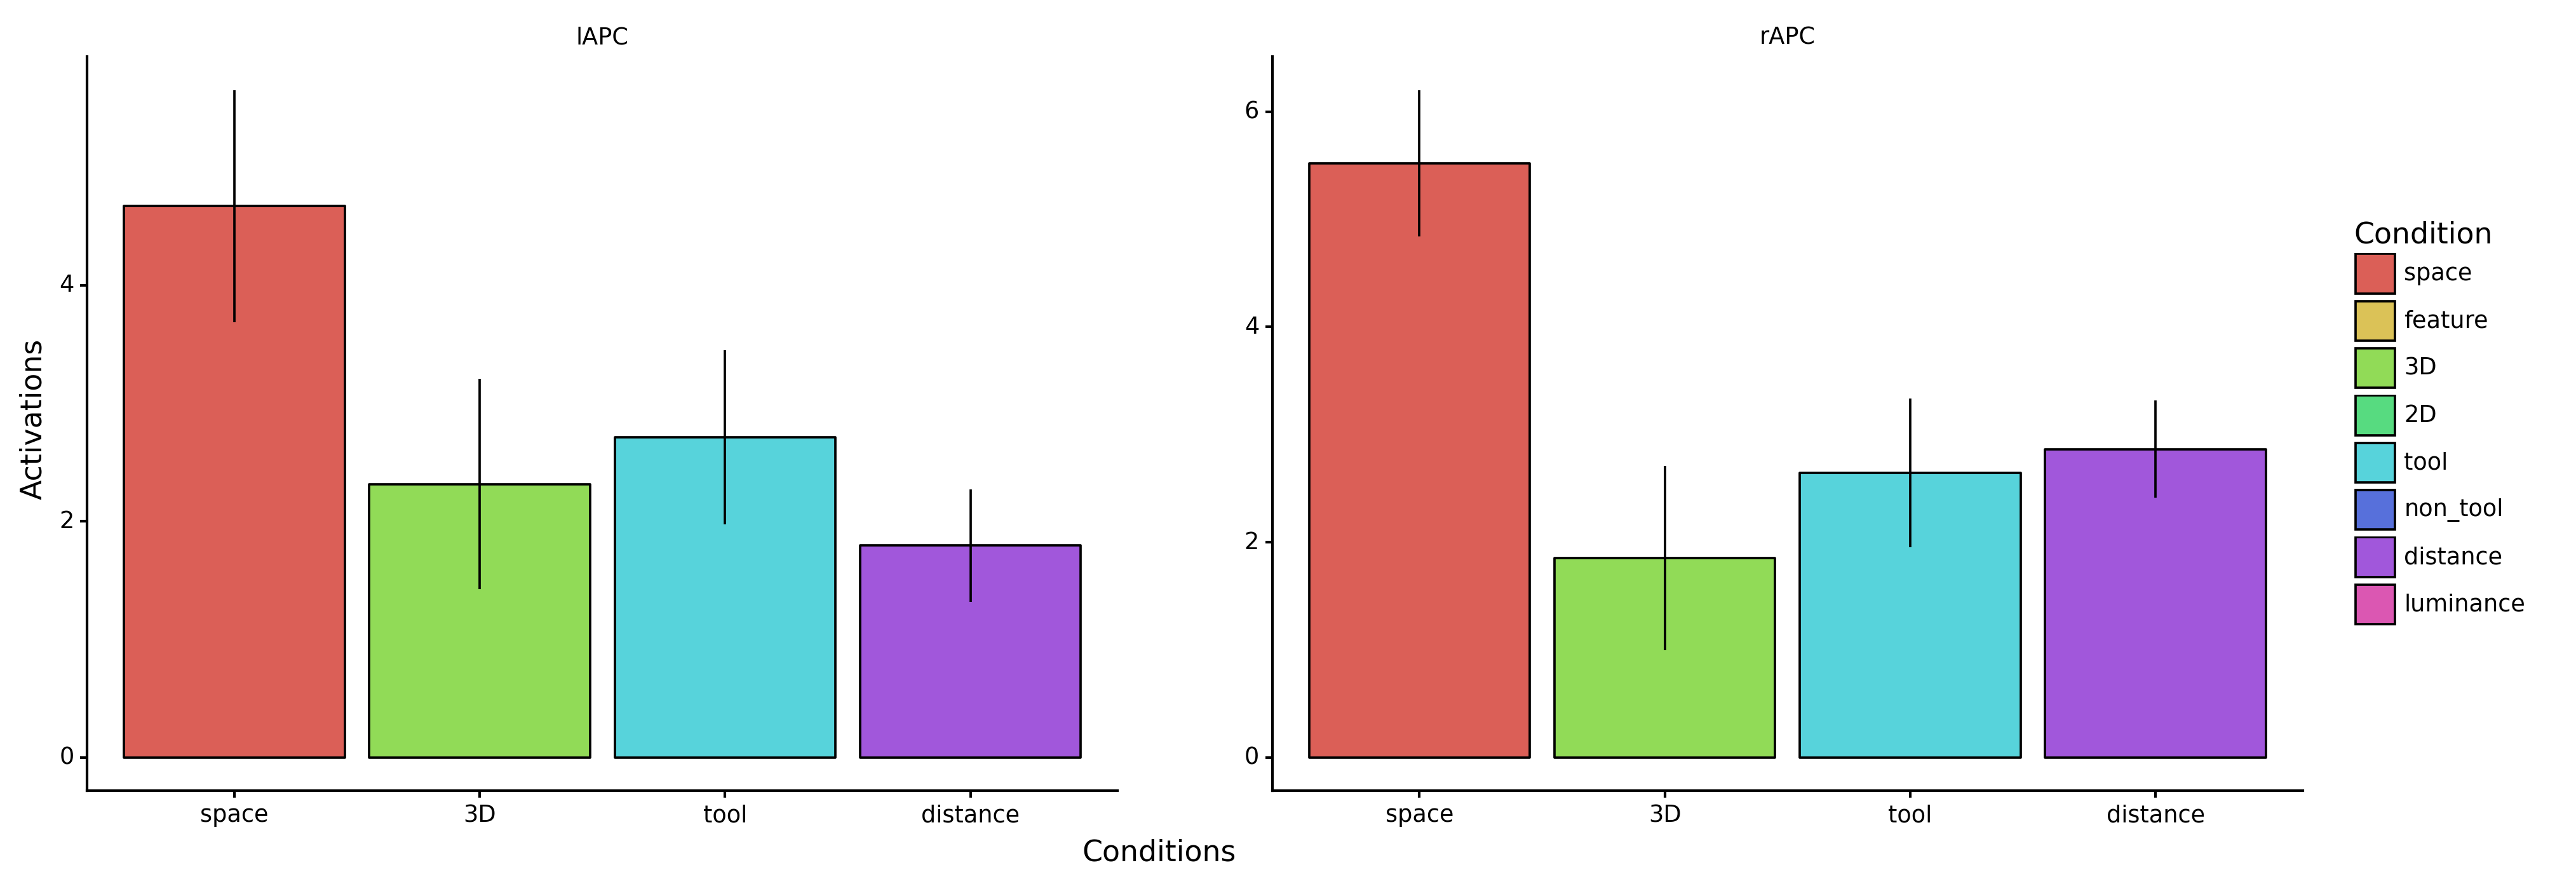 lAPC
rAPC
Activations
4
2
0
6
4
2
0
space 3D tool distance
space 3D tool distance
Conditions
Condition
space
feature
3D
2D
tool
non_tool
distance
luminance